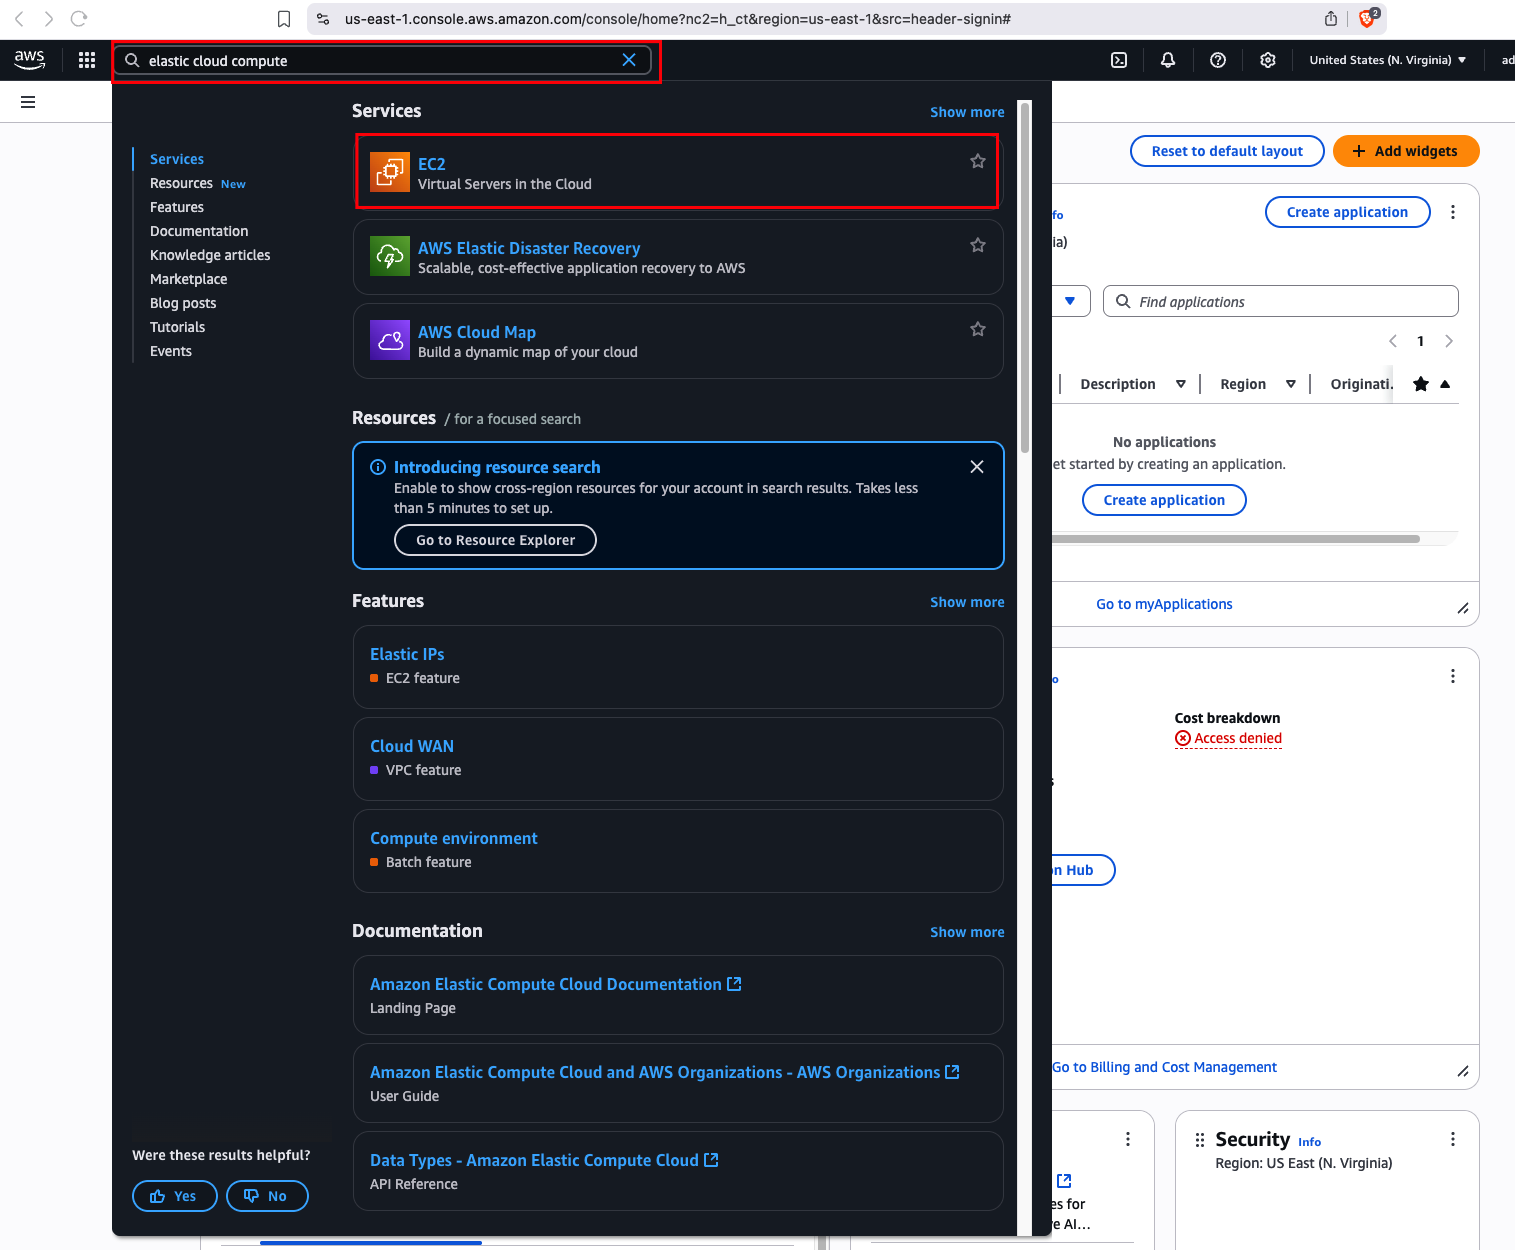 us-east-1.console.aws.amazon.com/console/home?nc2=h_ct&region=us-east-1&src=header-signin#
2
aws
elastic cloud compute
United States (N. Virginia)
ad
Services
Show more
Services
Resources New
Features
Documentation
Knowledge articles
Marketplace
Blog posts
Tutorials
Events
EC2
Virtual Servers in the Cloud
AWS Elastic Disaster Recovery
Scalable, cost-effective application recovery to AWS
AWS Cloud Map
Build a dynamic map of your cloud
Resources / for a focused search
Introducing resource search
Enable to show cross-region resources for your account in search results. Takes less
than 5 minutes to set up.
Go to Resource Explorer
Features
Show more
Elastic IPs
EC2 feature
Cloud WAN
VPC feature
Compute environment
Batch feature
Documentation
Show more
Amazon Elastic Compute Cloud Documentation
Landing Page
Amazon Elastic Compute Cloud and AWS Organizations - AWS Organizations
User Guide
Data Types - Amazon Elastic Compute Cloud
API Reference
Were these results helpful?
Yes
No
Reset to default layout
Add widgets
fo
Create application
ia)
Find applications
1
Description
Region
Originati.
No applications
et started by creating an application.
Create application
Go to myApplications
o
Cost breakdown
Access denied
s
on Hub
Go to Billing and Cost Management
es for
e AI...
Security Info
Region: US East (N. Virginia)